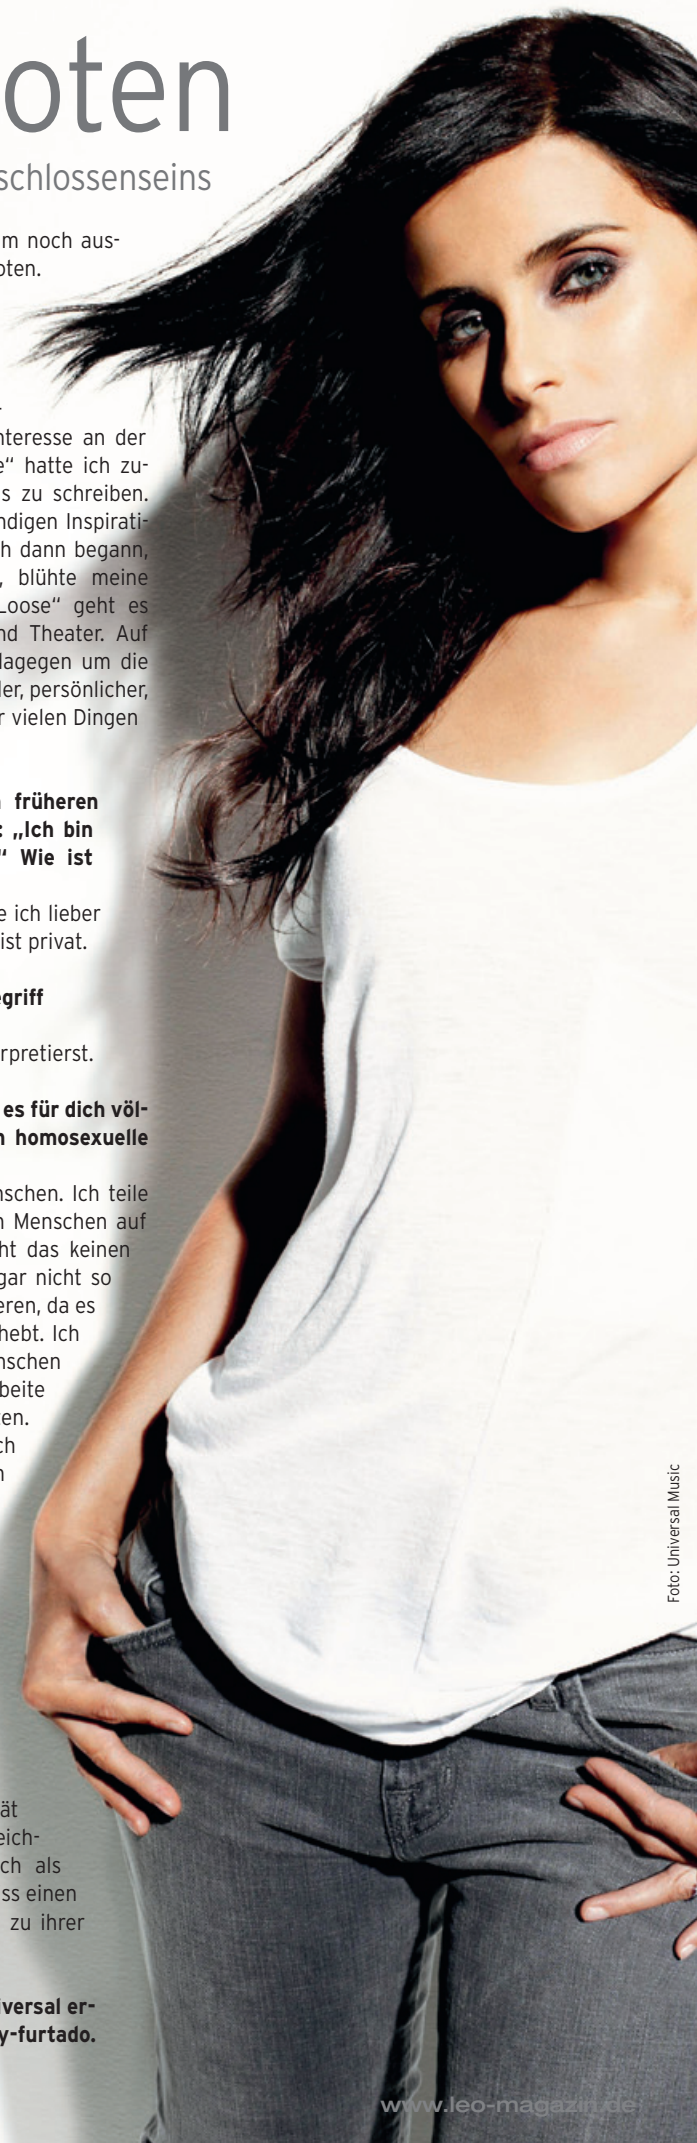 oten
schlossenseins
m noch aus-
oten.
nteresse an der
e“ hatte ich zu-
s zu schreiben.
ndigen Inspirati-
h dann begann,
, blühte meine
Loose“ geht es
nd Theater. Auf
dagegen um die
ler, persönlicher,
r vielen Dingen
früheren
: „Ich bin
“ Wie ist
e ich lieber
ist privat.
egriff
rpretierst.
es für dich völ-
n homosexuelle
nschen. Ich teile
n Menschen auf
ht das keinen
gar nicht so
eren, da es
hebt. Ich
nschen
beite
en.
ch
n
ät
eich-
ch als
ss einen
zu ihrer
iversal er-
y-furtado.
Foto: Universal Music
www.leo-magazin.de